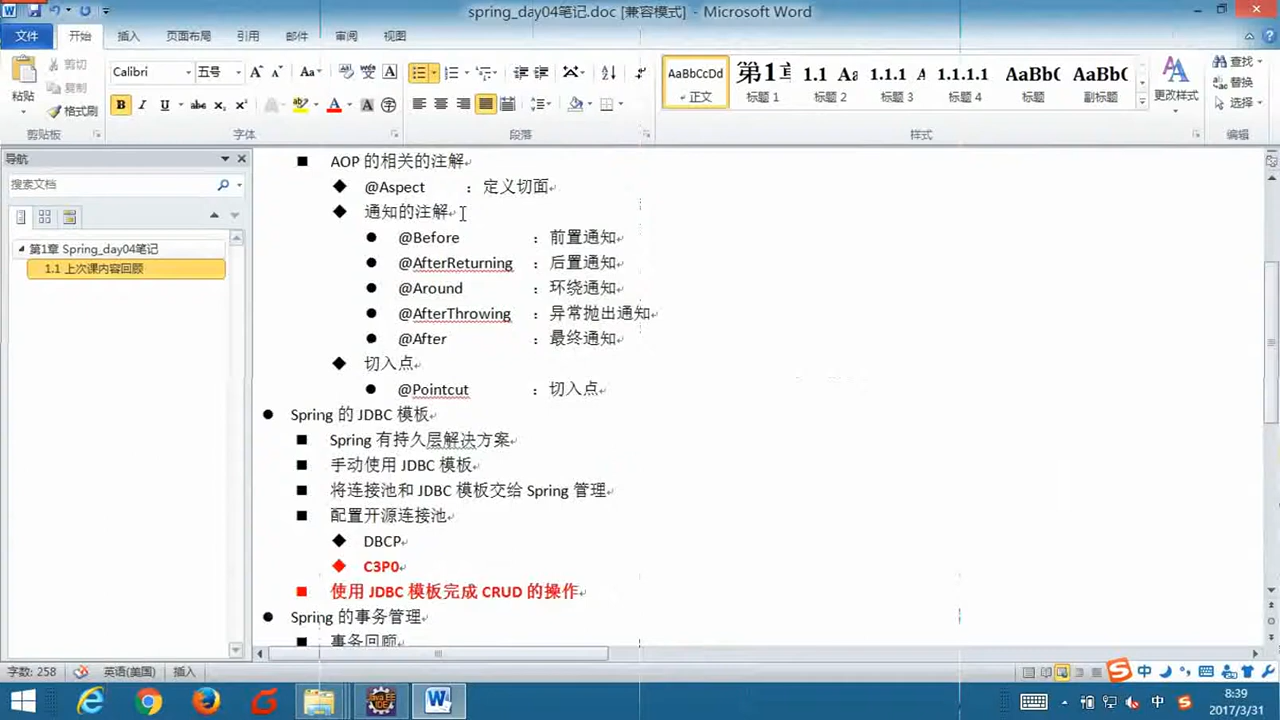 spring_day04笔记.doc [兼容模式] - Microsoft Word
文件 开始 插入 页面布局 引用 邮件 审阅 视图
粘贴 剪切 复制 格式刷
Calibri 五号
AaBbCcDd 第1章 1.1 Aa 1.1.1 A 1.1.1.1 AaBb( AaBb(
正文 标题 1 标题 2 标题 3 标题 4 标题 副标题
更改样式
查找 替换 选择
剪贴板 字体 段落 样式 编辑
导航
搜索文档
第1章 Spring_day04笔记
1.1 上次课内容回顾
AOP 的相关的注解
@Aspect : 定义切面
通知的注解
@Before : 前置通知
@AfterReturning : 后置通知
@Around : 环绕通知
@AfterThrowing : 异常抛出通知
@After : 最终通知
切入点
@Pointcut : 切入点
Spring 的 JDBC 模板
Spring 有持久层解决方案
手动使用 JDBC 模板
将连接池和 JDBC 模板交给 Spring 管理
配置开源连接池
DBCP
C3P0
使用 JDBC 模板完成 CRUD 的操作
Spring 的事务管理
事务回顾
字数: 258 英语(美国) 插入
中
中
8:39
2017/3/31